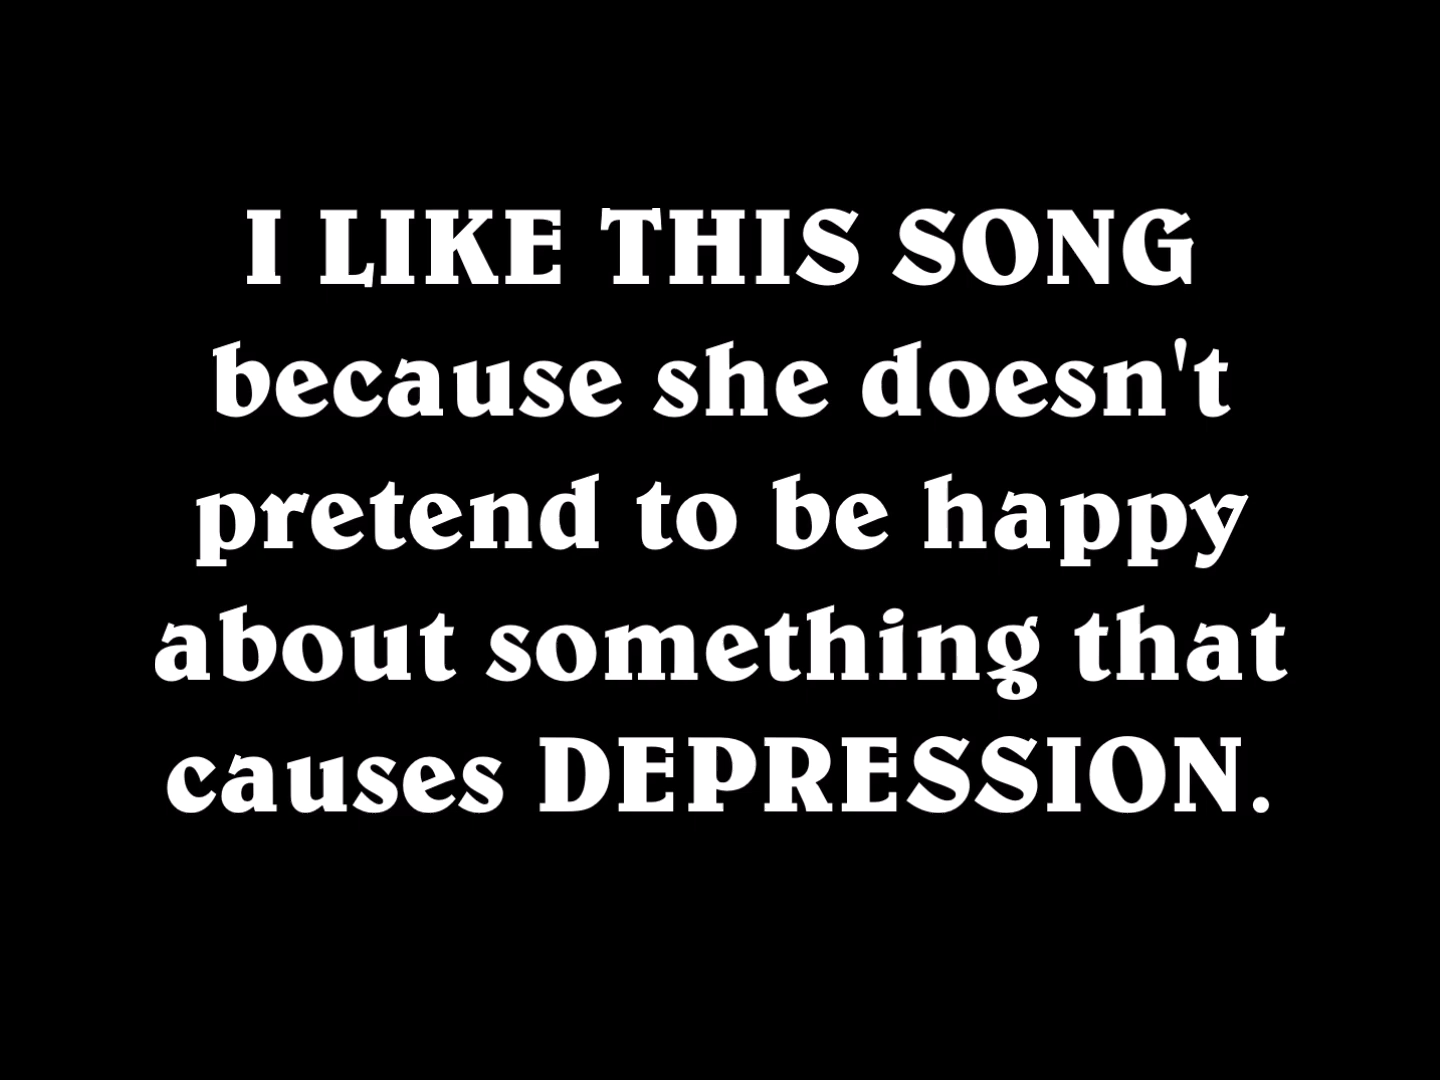 I LIKE THIS SONG
because she doesn't
pretend to be happy
about something that
causes DEPRESSION.